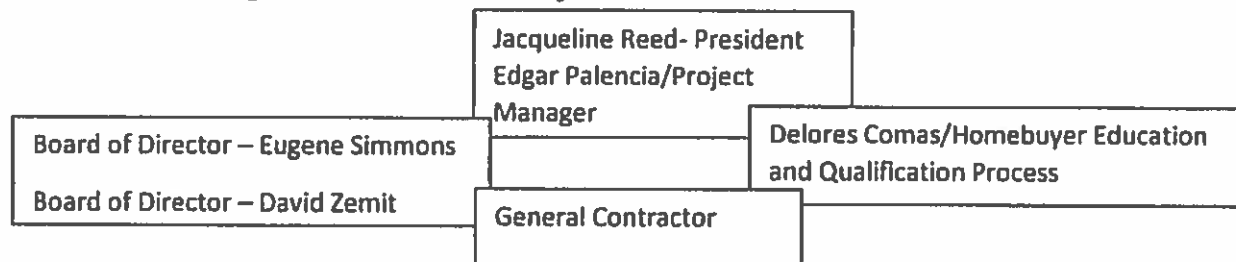 Jacqueline Reed- President
Edgar Palencia/Project
Manager
Board of Director – Eugene Simmons
Board of Director – David Zemit
Delores Comas/Homebuyer Education
and Qualification Process
General Contractor